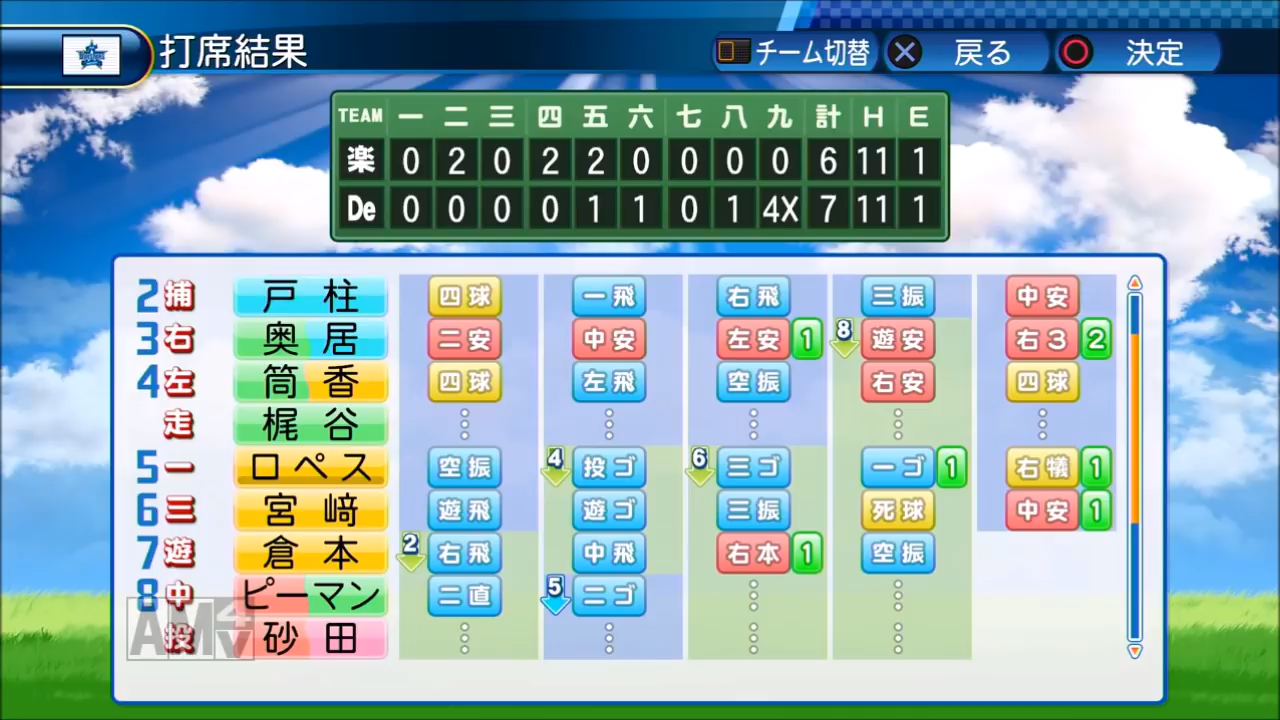 打席結果 チーム切替 戻る 決定
TEAM 一 二 三 四 五 六 七 八 九 計 H E
楽 0 2 0 2 2 0 0 0 0 6 11 1
De 0 0 0 0 1 1 0 1 4X 7 11 1
2 捕 戸柱 四球 一飛 右飛 三振 中安
3 右 奥居 二安 中安 左安 1 8 遊安 右3 2
4 左 筒香 四球 左飛 空振 右安 四球
走 梶谷
5 一 ロペス 空振 4 投ゴ 6 三ゴ 一ゴ 1 右犠 1
6 三 宮﨑 遊飛 遊ゴ 三振 死球 中安 1
7 遊 倉本 2 右飛 中飛 右本 1 空振
8 中 ピーマン 二直 5 二ゴ
投 砂田
AM4V